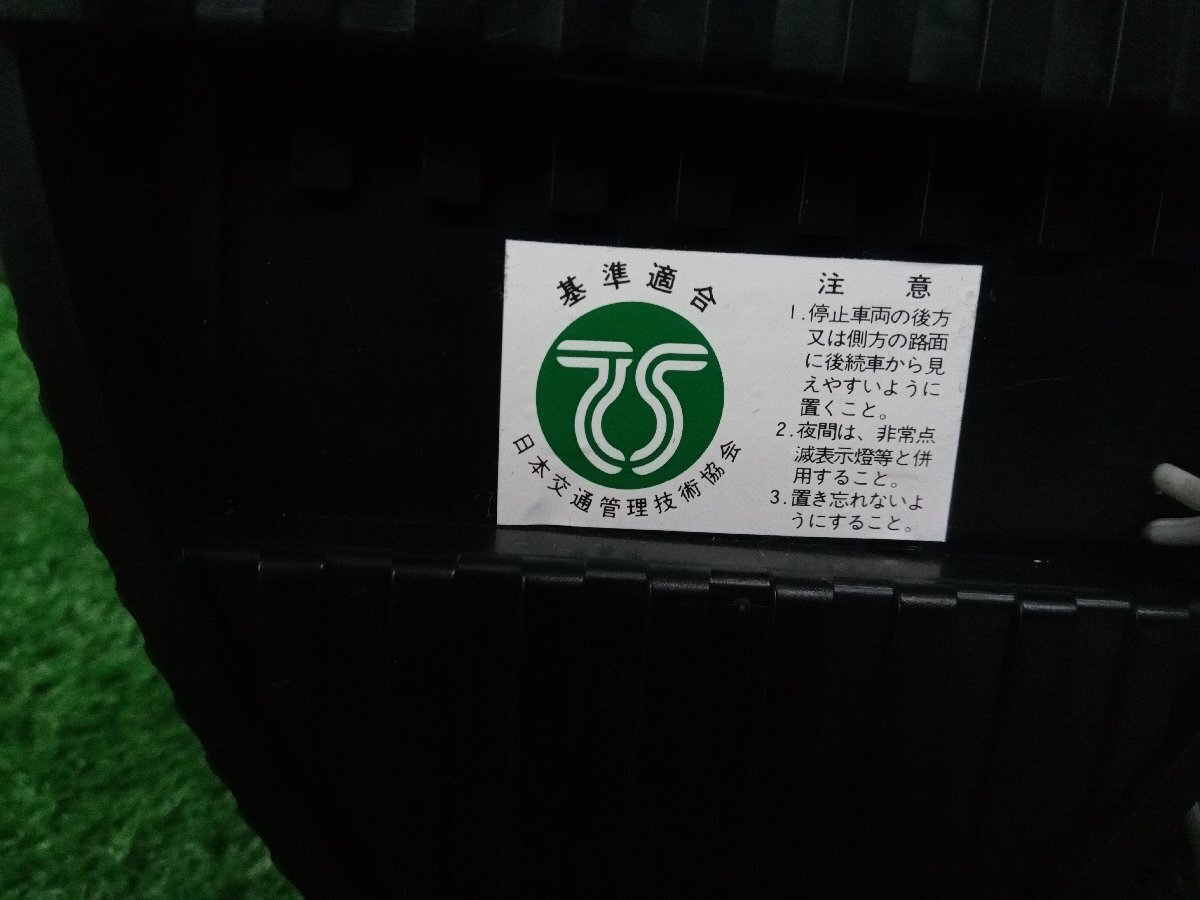 基準適合
TS
日本交通管理技術協会
注意
1.停止車両の後方
又は側方の路面
に後続車から見
えやすいように
置くこと。
2.夜間は、非常点
滅表示燈等と併
用すること。
3.置き忘れないよ
うにすること。